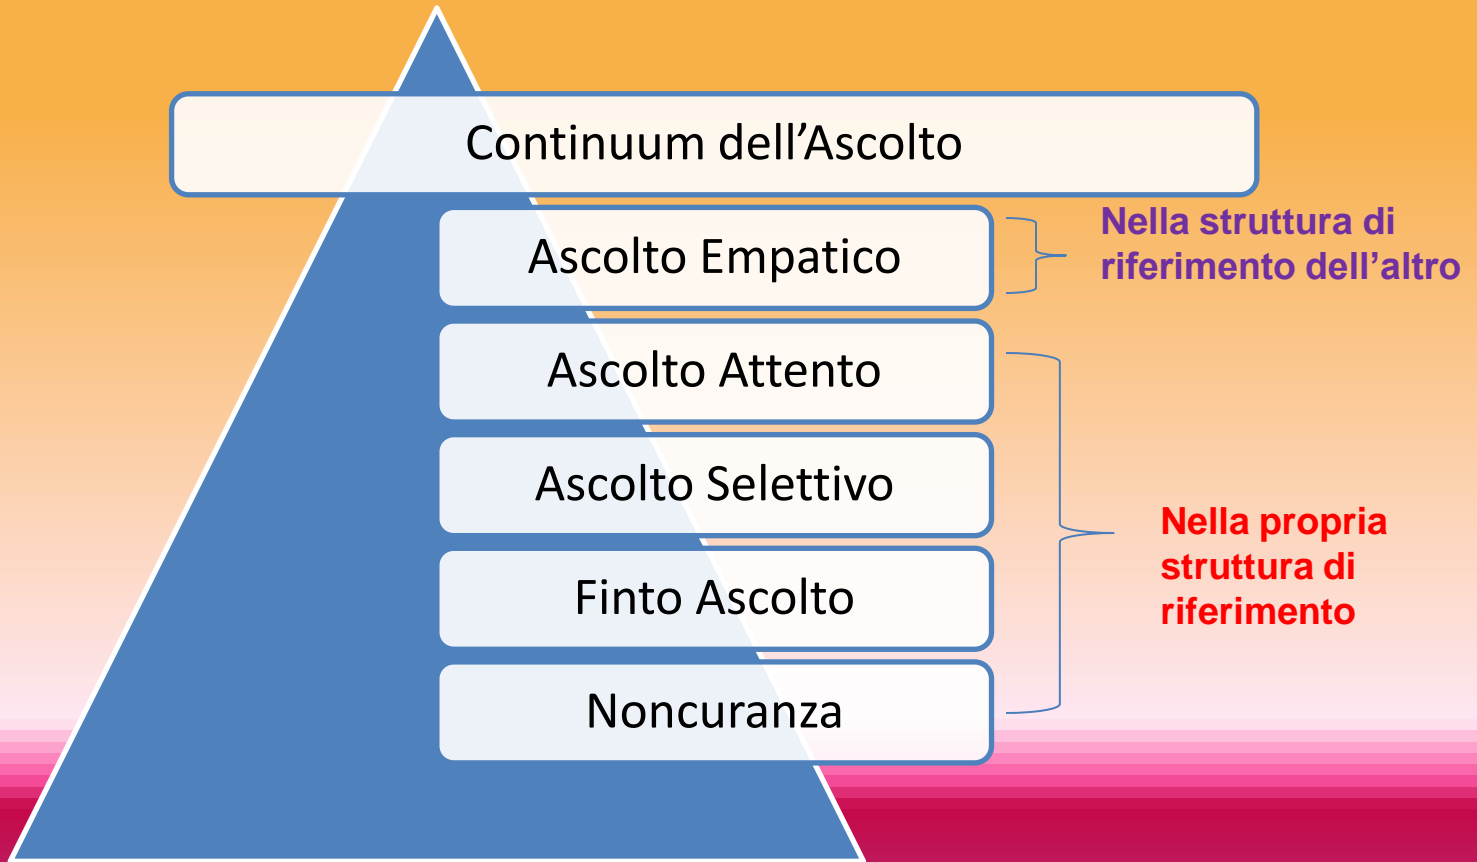 Continuum dell’Ascolto
Ascolto Empatico
Nella struttura di
riferimento dell’altro
Ascolto Attento
Ascolto Selettivo
Finto Ascolto
Noncuranza
Nella propria
struttura di
riferimento